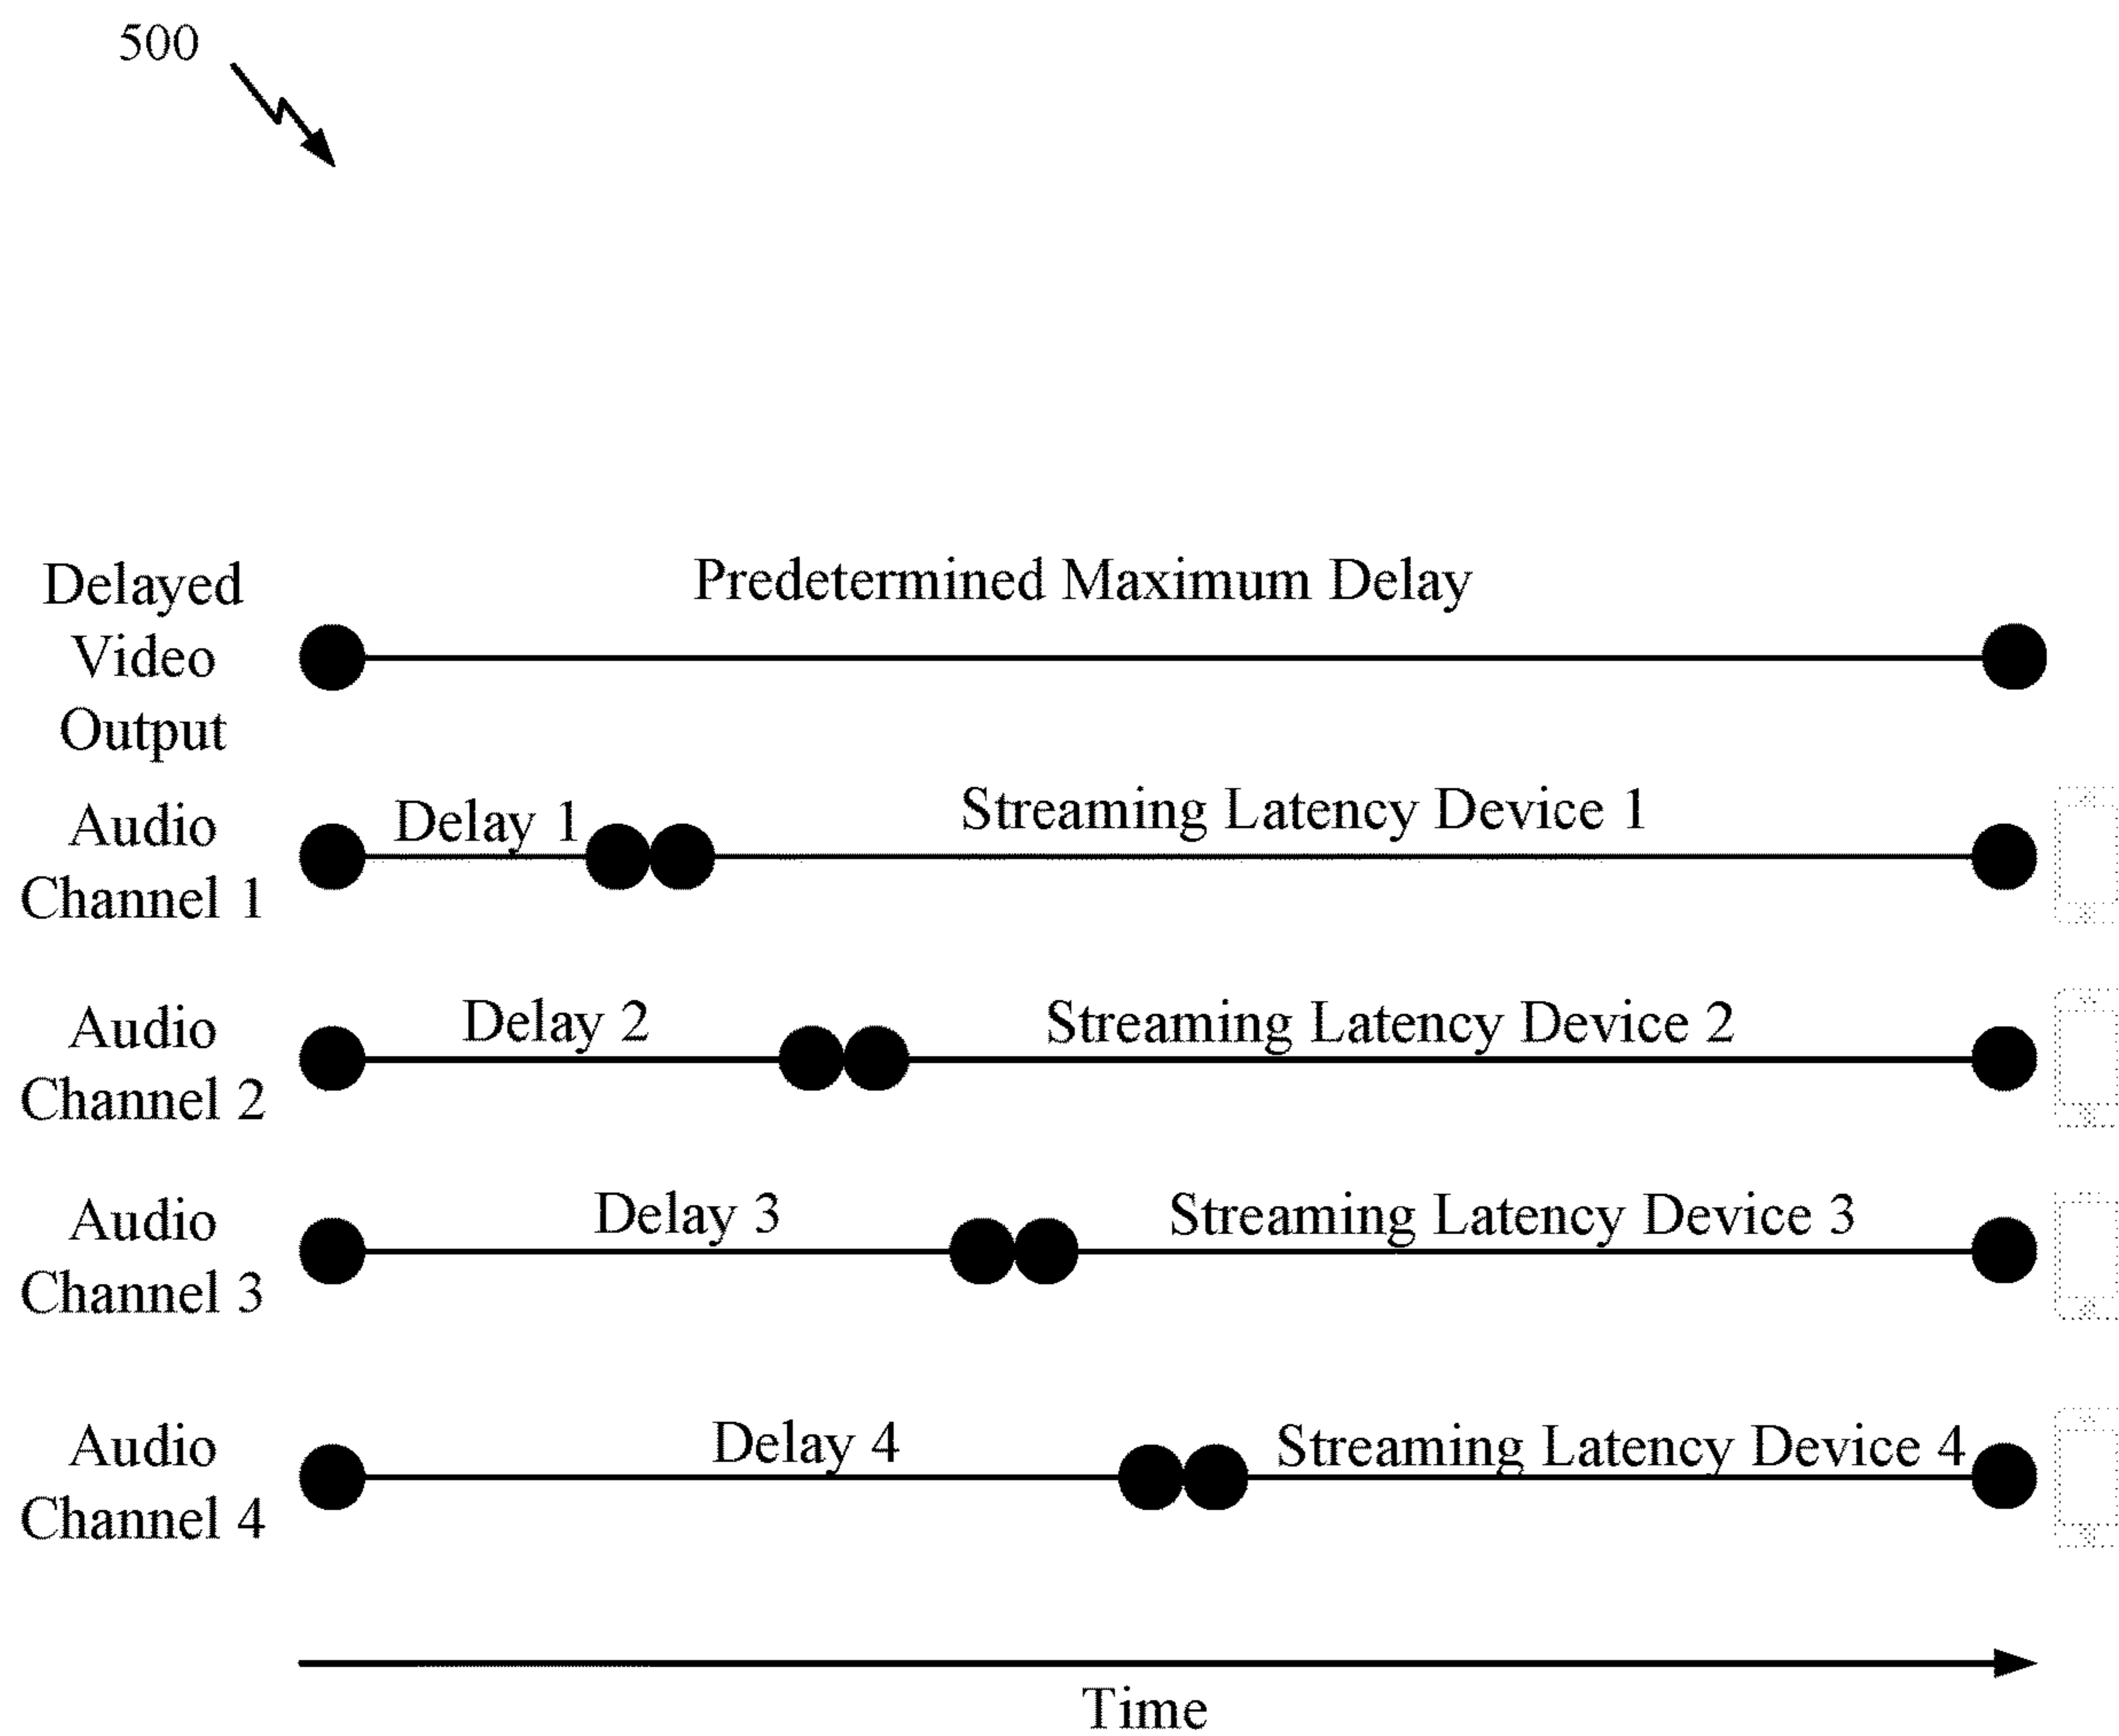 500
Predetermined Maximum Delay
Delayed
Video
Output
Delay 1
Streaming Latency Device 1
Audio
Channel 1
Delay 2
Streaming Latency Device 2
Audio
Channel 2
Delay 3
Streaming Latency Device 3
Audio
Channel 3
Delay 4
Streaming Latency Device 4
Audio
Channel 4
Time